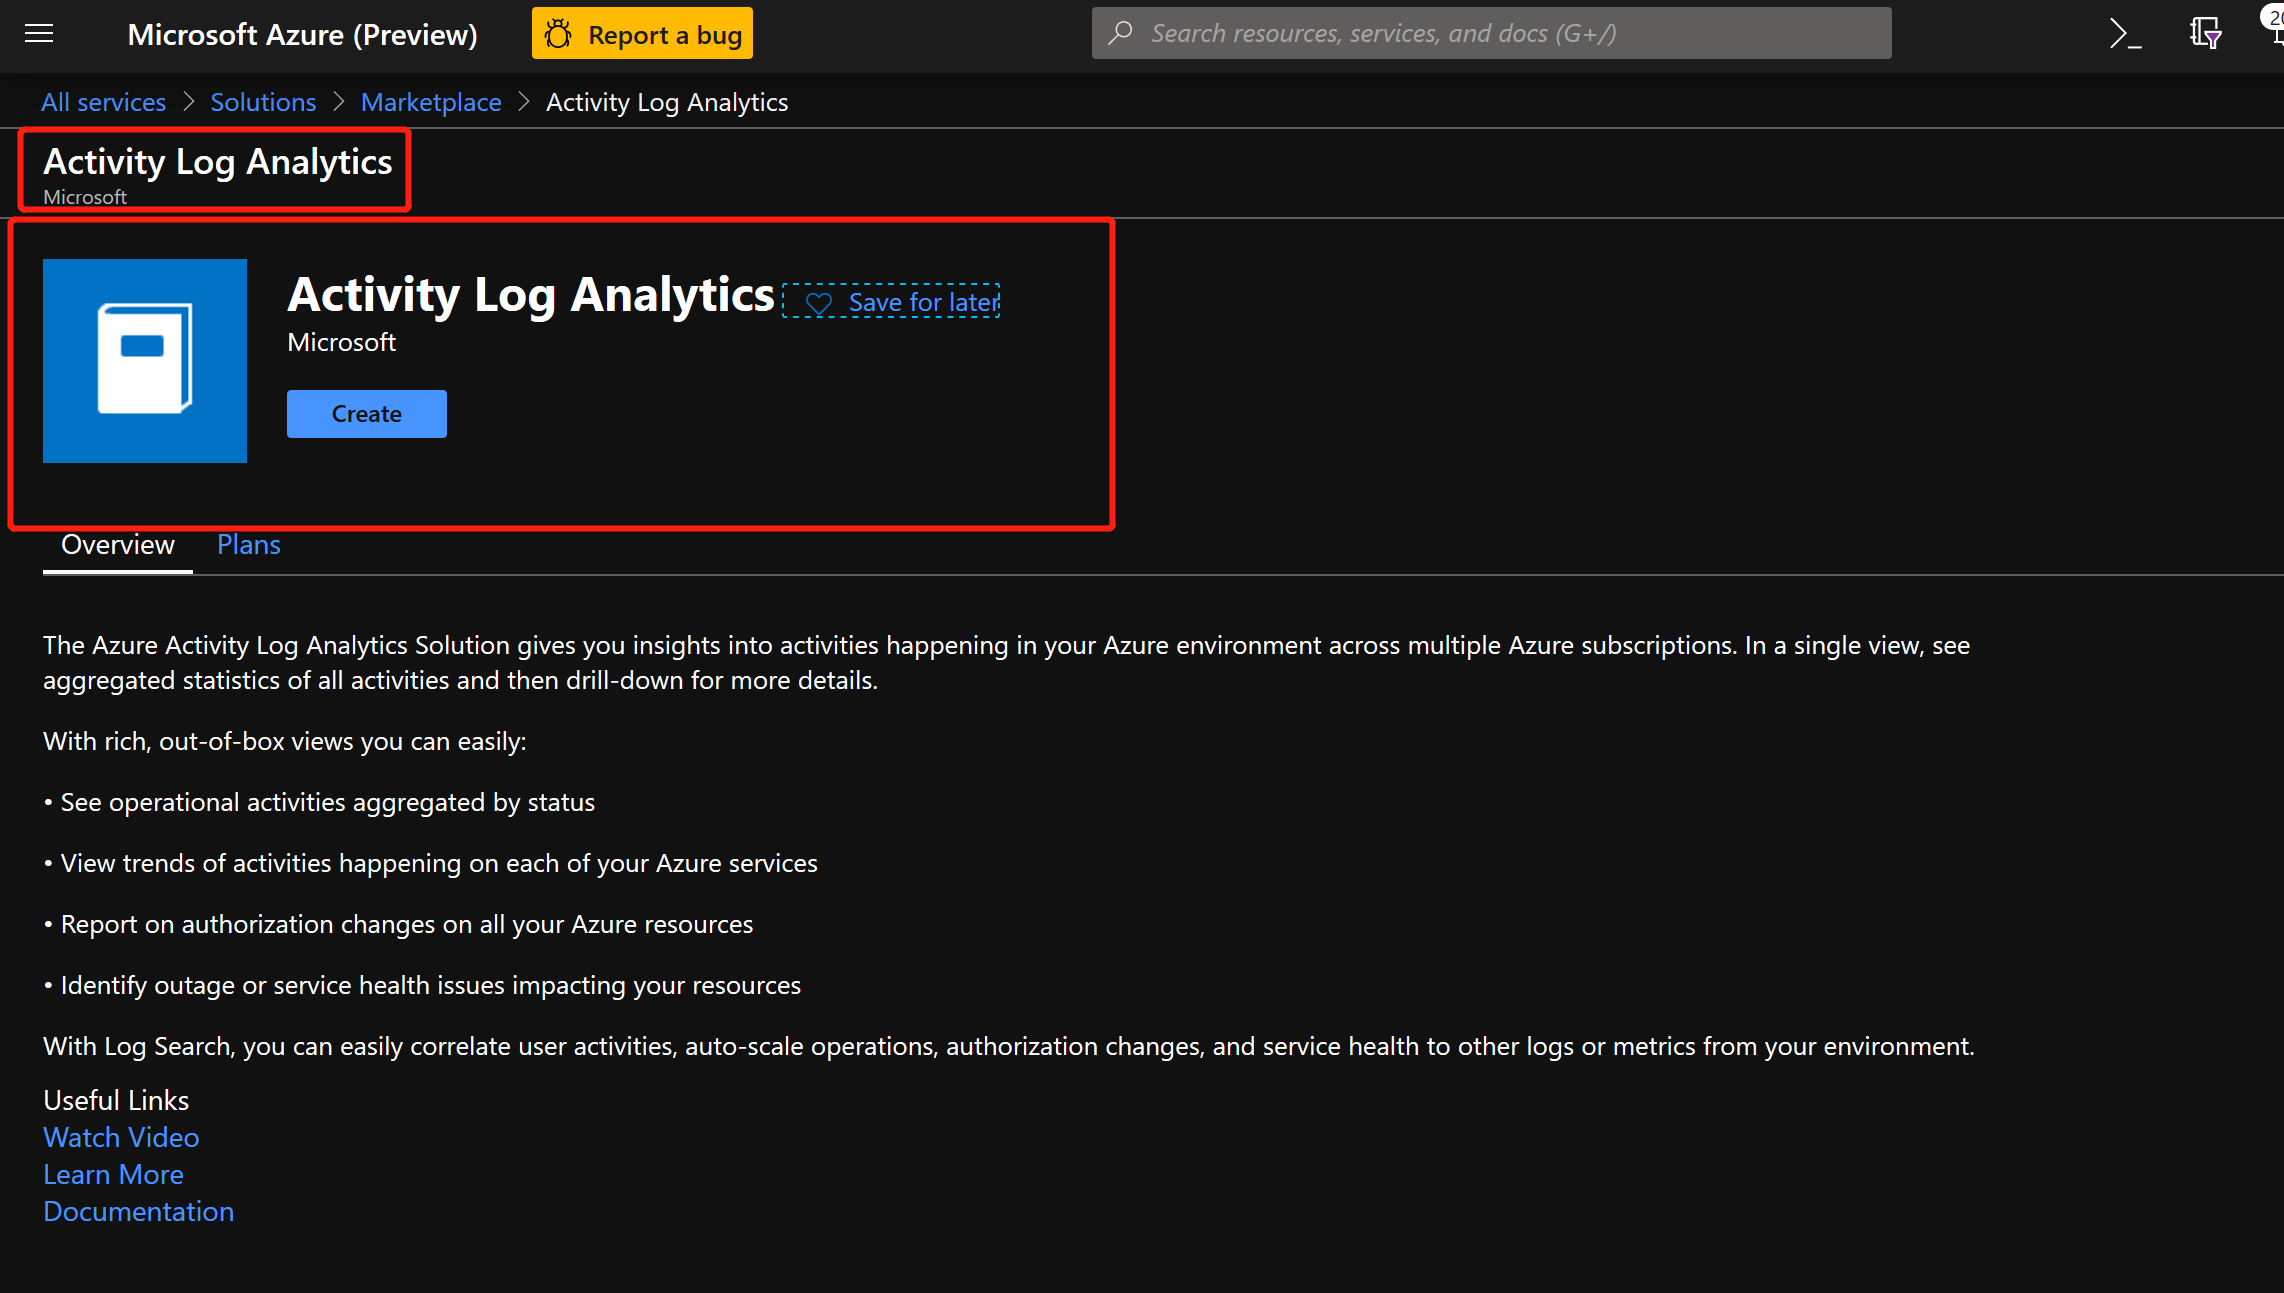 Microsoft Azure (Preview)
Report a bug
Search resources, services, and docs (G+/)
All services > Solutions > Marketplace > Activity Log Analytics
Activity Log Analytics
Microsoft
Activity Log Analytics
Save for later
Microsoft
Create
Overview
Plans
The Azure Activity Log Analytics Solution gives you insights into activities happening in your Azure environment across multiple Azure subscriptions. In a single view, see
aggregated statistics of all activities and then drill-down for more details.
With rich, out-of-box views you can easily:
• See operational activities aggregated by status
• View trends of activities happening on each of your Azure services
• Report on authorization changes on all your Azure resources
• Identify outage or service health issues impacting your resources
With Log Search, you can easily correlate user activities, auto-scale operations, authorization changes, and service health to other logs or metrics from your environment.
Useful Links
Watch Video
Learn More
Documentation